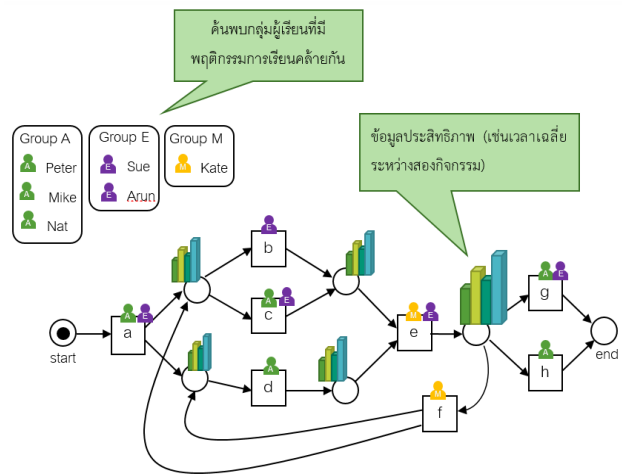 ค้นพบกลุ่มผู้เรียนที่มี
พฤติกรรมการเรียนคล้ายกัน
ข้อมูลประสิทธิภาพ (เช่นเวลาเฉลี่ย
ระหว่างสองกิจกรรม)
Group A
A Peter
A Mike
A Nat
Group E
E Sue
E Arun
Group M
M Kate
E
b
A E
c
A E
a
start
A
d
M E
e
M
f
A E
g
A
h
end